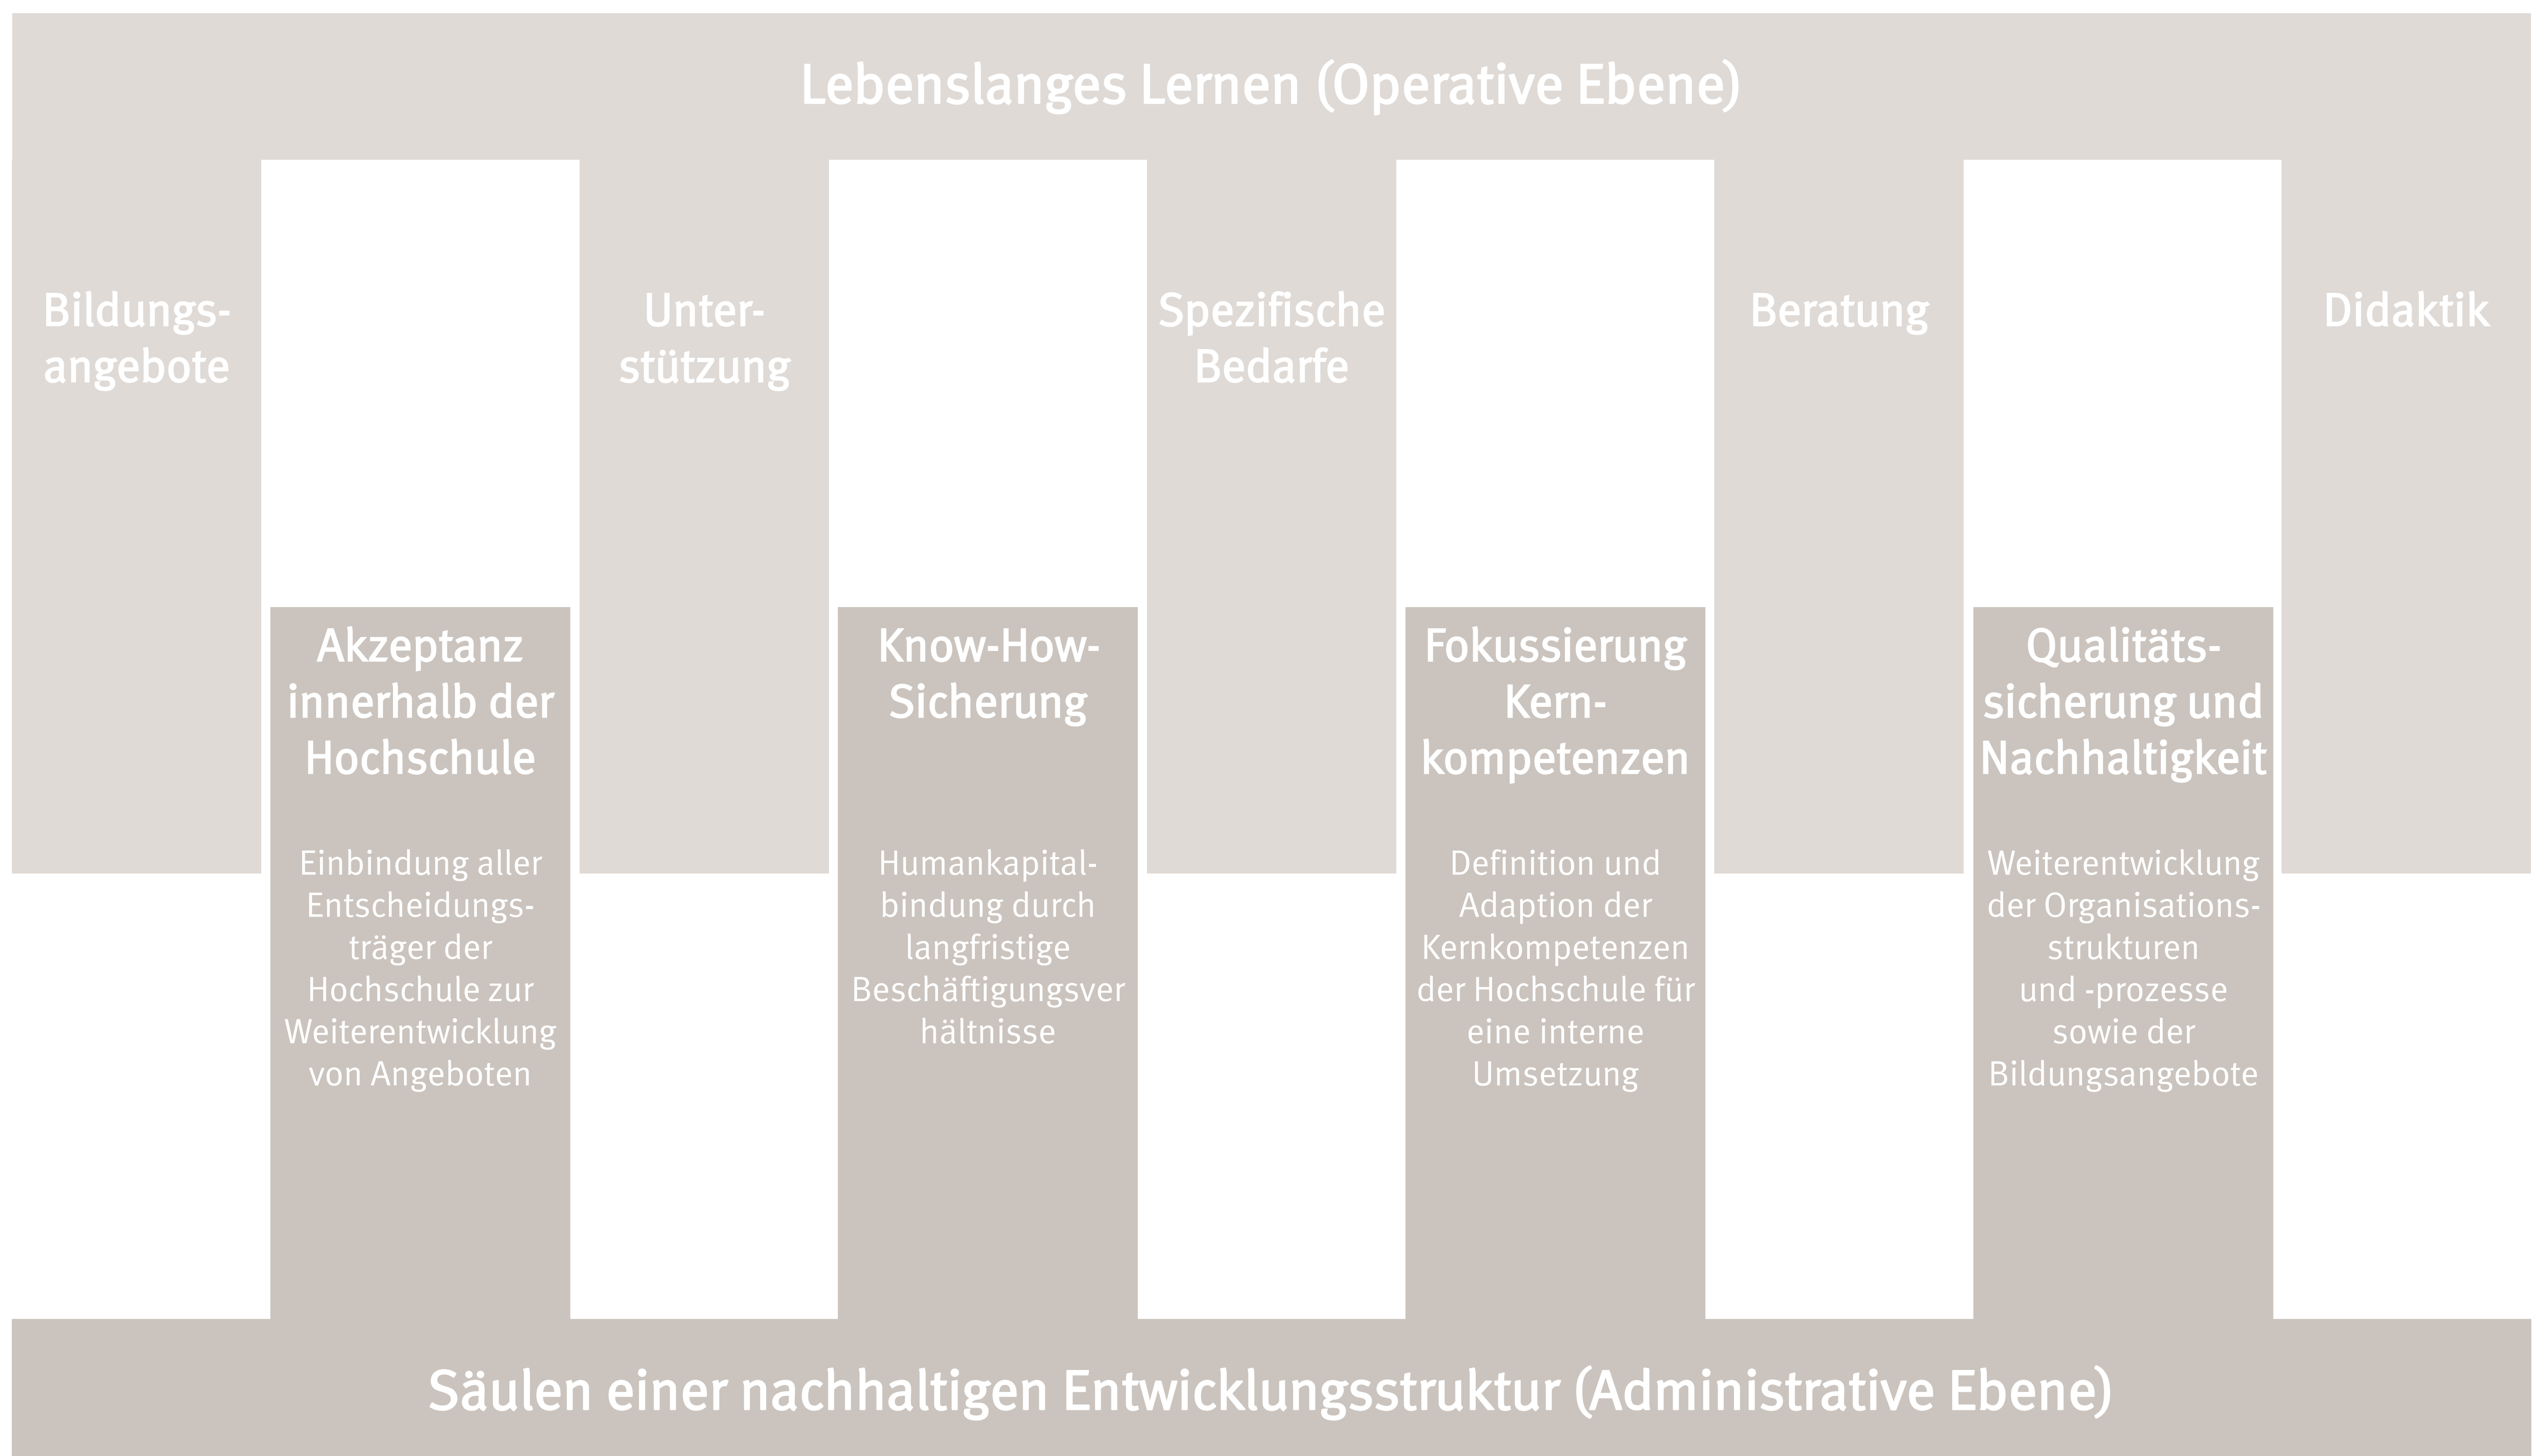 Lebenslanges Lernen (Operative Ebene)
Bildungs-
angebote
Unter-
stützung
Spezifische
Bedarfe
Beratung
Didaktik
Akzeptanz
innerhalb der
Hochschule
Einbindung aller
Entscheidungs-
träger der
Hochschule zur
Weiterentwicklung
von Angeboten
Know-How-
Sicherung
Humankapital-
bindung durch
langfristige
Beschäftigungsver
hältnisse
Fokussierung
Kern-
kompetenzen
Definition und
Adaption der
Kernkompetenzen
der Hochschule für
eine interne
Umsetzung
Qualitäts-
sicherung und
Nachhaltigkeit
Weiterentwicklung
der Organisations-
strukturen
und -prozesse
sowie der
Bildungsangebote
Säulen einer nachhaltigen Entwicklungsstruktur (Administrative Ebene)